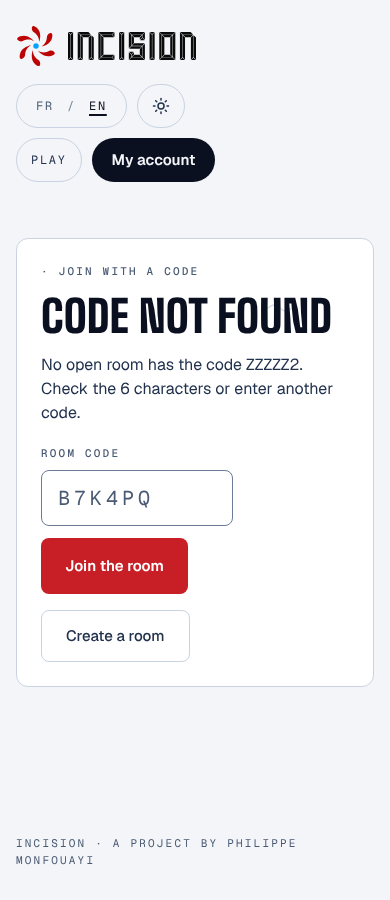 INCISION
FR / EN
PLAY
My account
· JOIN WITH A CODE
CODE NOT FOUND
No open room has the code ZZZZZ2.
Check the 6 characters or enter another
code.
ROOM CODE
B7K4PQ
Join the room
Create a room
INCISION · A PROJECT BY PHILIPPE
MONFOUAYI